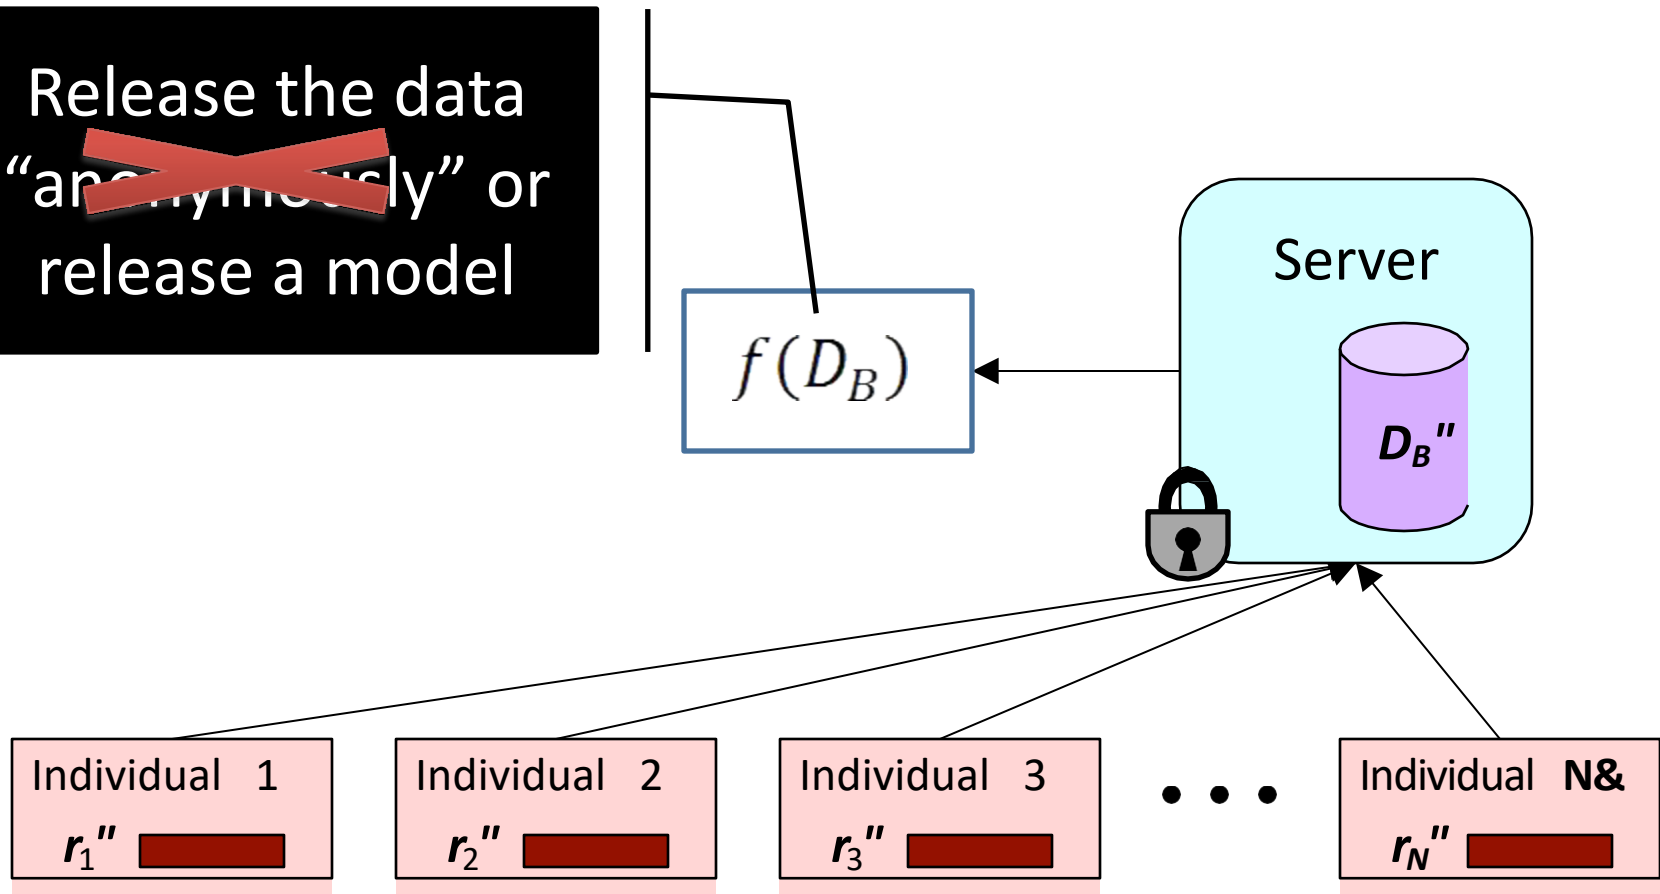 Release the data
“anonymously” or
release a model
Server
f(D_B)
D_B"
Individual 1
r_1"
Individual 2
r_2"
Individual 3
r_3"
• • •
Individual N&
r_N"